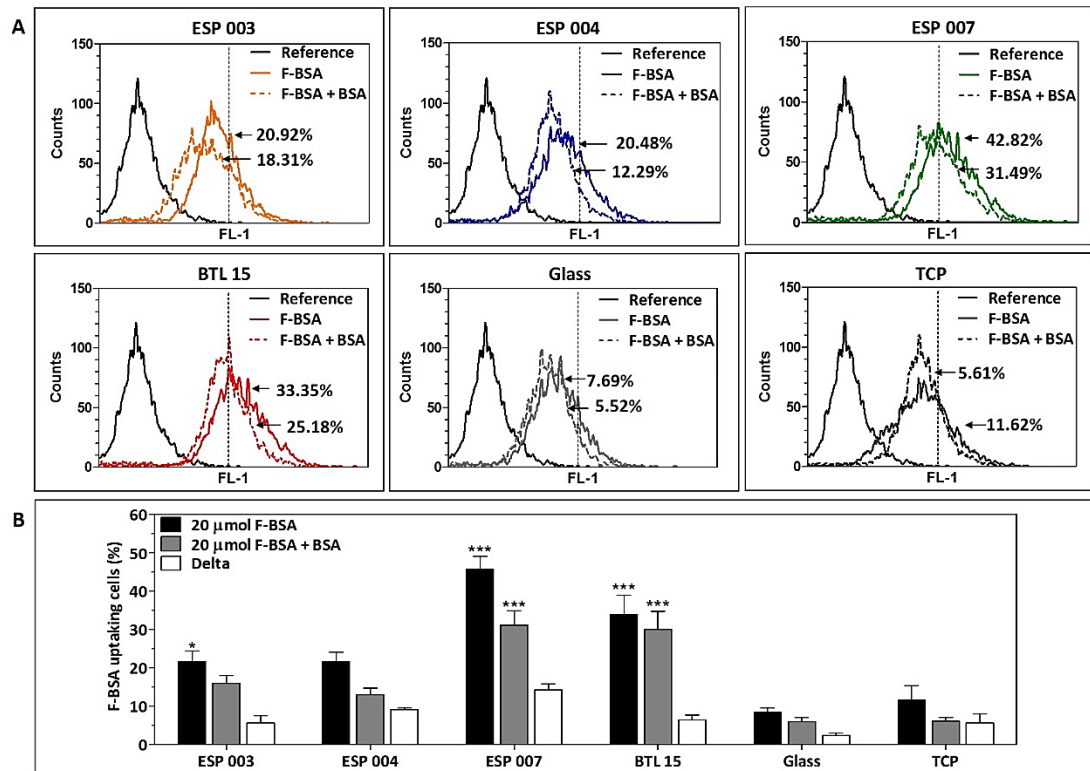 A
ESP 003
150
100
50
0
Counts
Reference
F-BSA
F-BSA + BSA
20.92%
18.31%
FL-1
ESP 004
150
100
50
0
Counts
Reference
F-BSA
F-BSA + BSA
20.48%
12.29%
FL-1
ESP 007
150
100
50
0
Counts
Reference
F-BSA
F-BSA + BSA
42.82%
31.49%
FL-1
BTL 15
150
100
50
0
Counts
Reference
F-BSA
F-BSA + BSA
33.35%
25.18%
FL-1
Glass
150
100
50
0
Counts
Reference
F-BSA
F-BSA + BSA
7.69%
5.52%
FL-1
TCP
150
100
50
0
Counts
Reference
F-BSA
F-BSA + BSA
5.61%
11.62%
FL-1
B
F-BSA uptaking cells (%)
60
50
40
30
20
10
0
20 μmol F-BSA
20 μmol F-BSA + BSA
Delta
*
***
***
***
***
ESP 003 ESP 004 ESP 007 BTL 15 Glass TCP